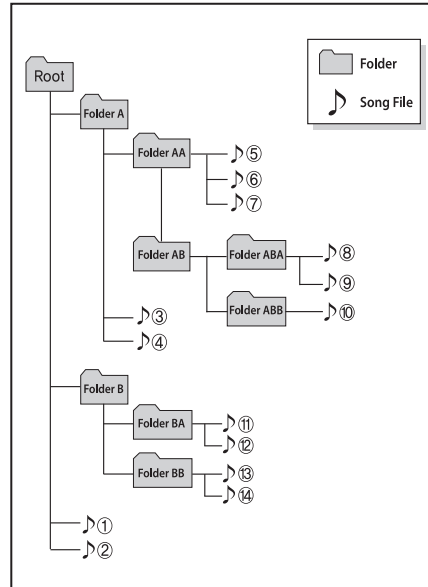 Root
Folder
Song File
Folder A
Folder AA
⑤
⑥
⑦
Folder AB
Folder ABA
⑧
⑨
Folder ABB
⑩
③
④
Folder B
Folder BA
⑪
⑫
Folder BB
⑬
⑭
①
②